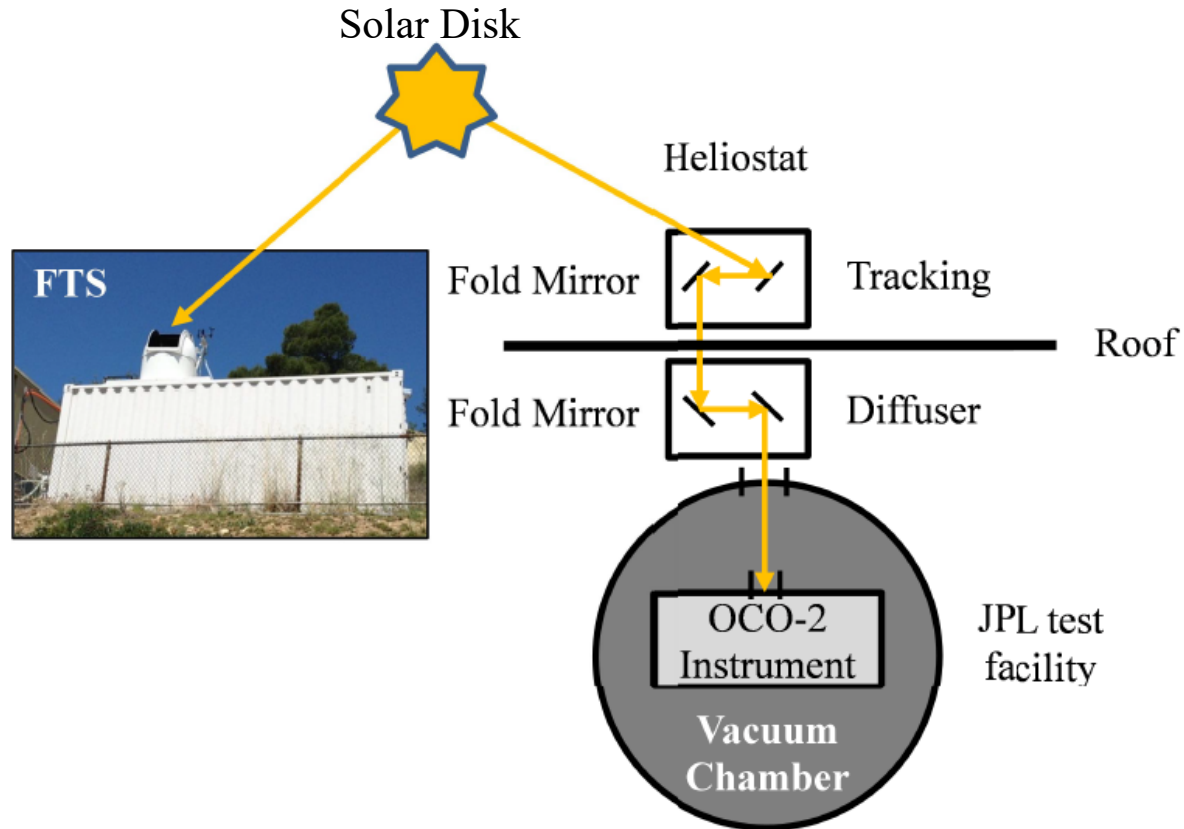 Solar Disk
Heliostat
FTS
Fold Mirror
Tracking
Roof
Fold Mirror
Diffuser
OCO-2
Instrument
JPL test
facility
Vacuum
Chamber